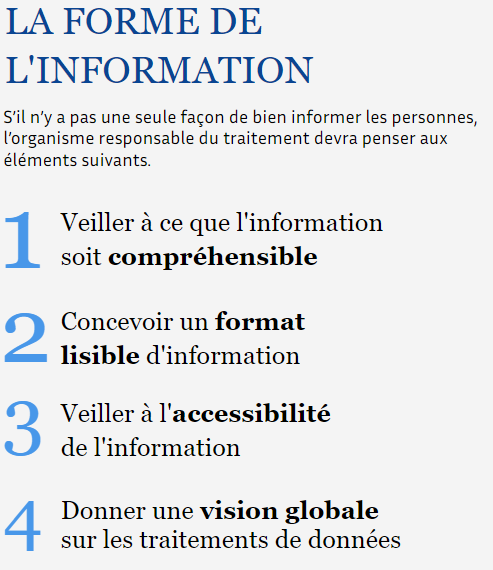 LA FORME DE
L'INFORMATION
S’il n’y a pas une seule façon de bien informer les personnes,
l’organisme responsable du traitement devra penser aux
éléments suivants.
1 Veiller à ce que l'information
soit compréhensible
2 Concevoir un format
lisible d'information
3 Veiller à l'accessibilité
de l'information
4 Donner une vision globale
sur les traitements de données